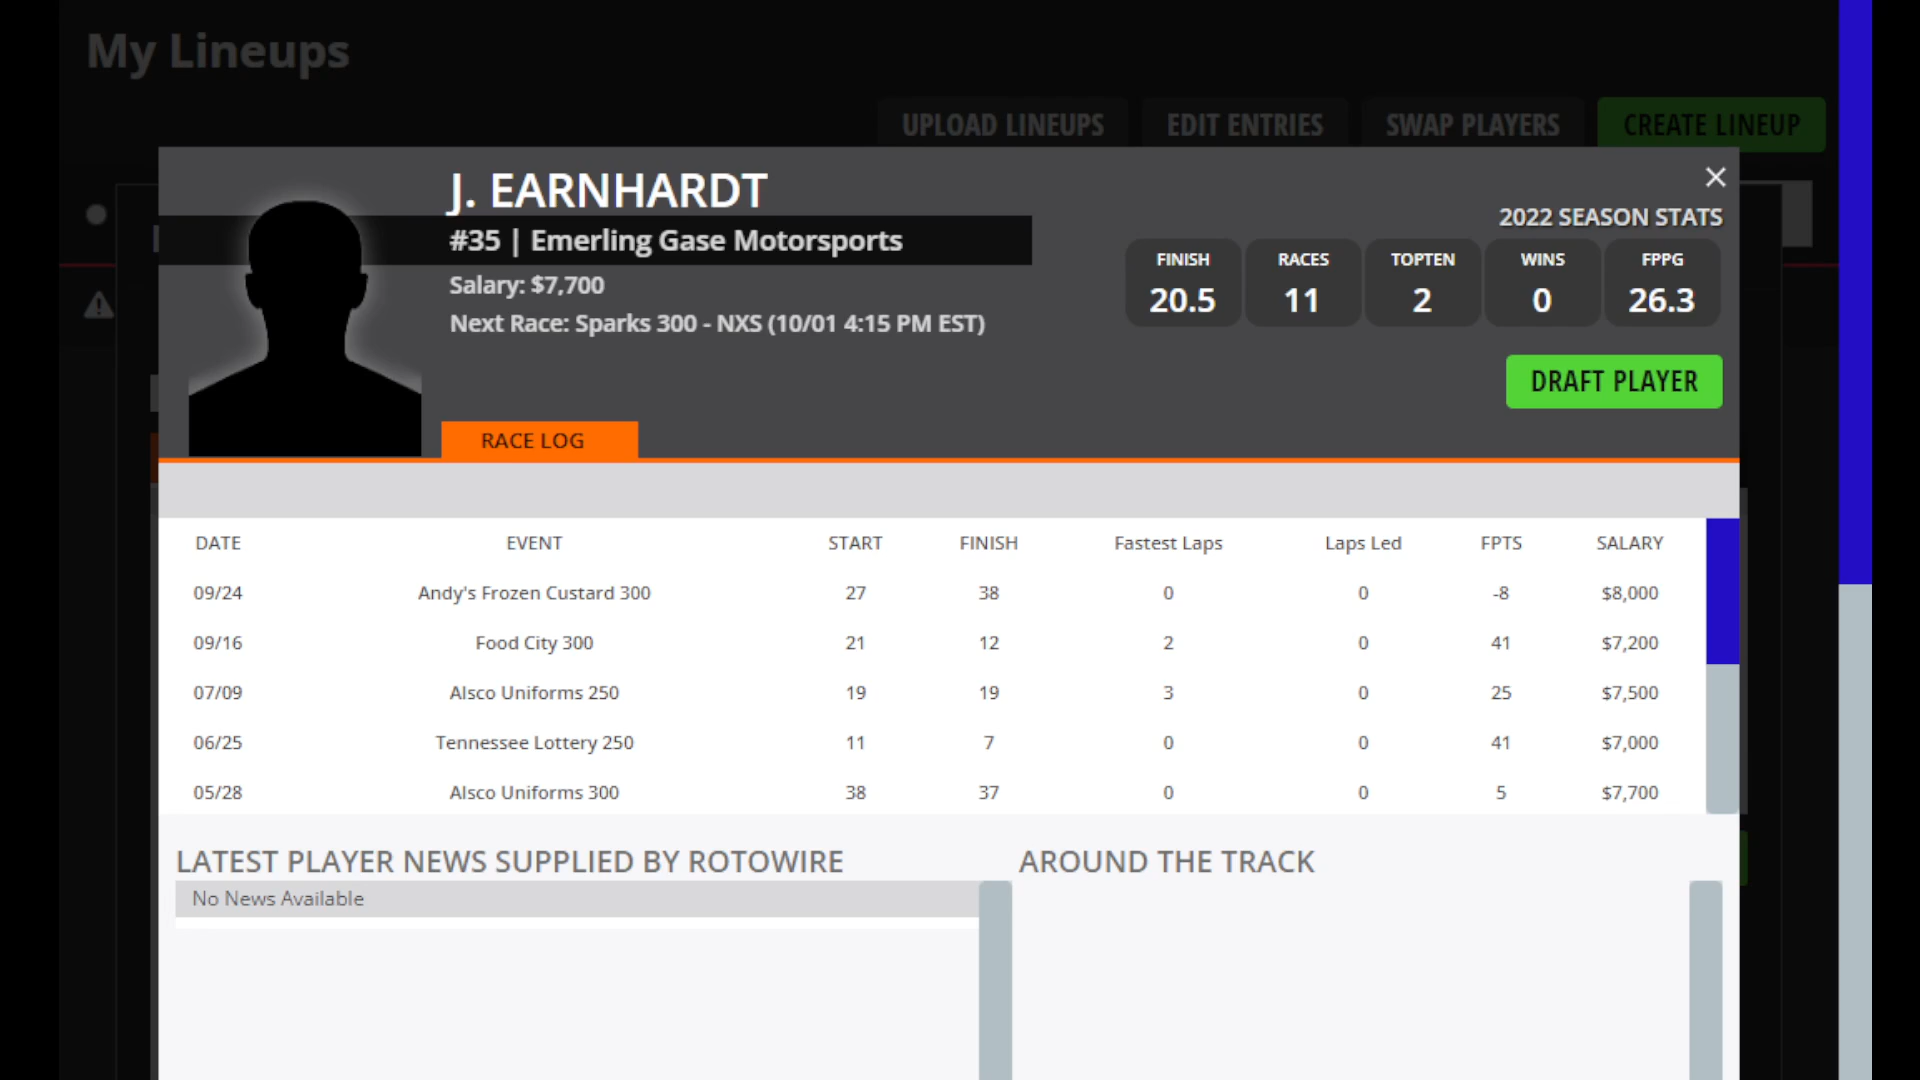 My Lineups
UPLOAD LINEUPS EDIT ENTRIES SWAP PLAYERS CREATE LINEUP
J. EARNHARDT
#35 | Emerling Gase Motorsports
Salary: $7,700
Next Race: Sparks 300 - NXS (10/01 4:15 PM EST)
2022 SEASON STATS
FINISH RACES TOPTEN WINS FPPG
20.5 11 2 0 26.3
DRAFT PLAYER
RACE LOG
DATE EVENT START FINISH Fastest Laps Laps Led FPTS SALARY
09/24 Andy's Frozen Custard 300 27 38 0 0 -8 $8,000
09/16 Food City 300 21 12 2 0 41 $7,200
07/09 Alsco Uniforms 250 19 19 3 0 25 $7,500
06/25 Tennessee Lottery 250 11 7 0 0 41 $7,000
05/28 Alsco Uniforms 300 38 37 0 0 5 $7,700
LATEST PLAYER NEWS SUPPLIED BY ROTOWIRE
No News Available
AROUND THE TRACK